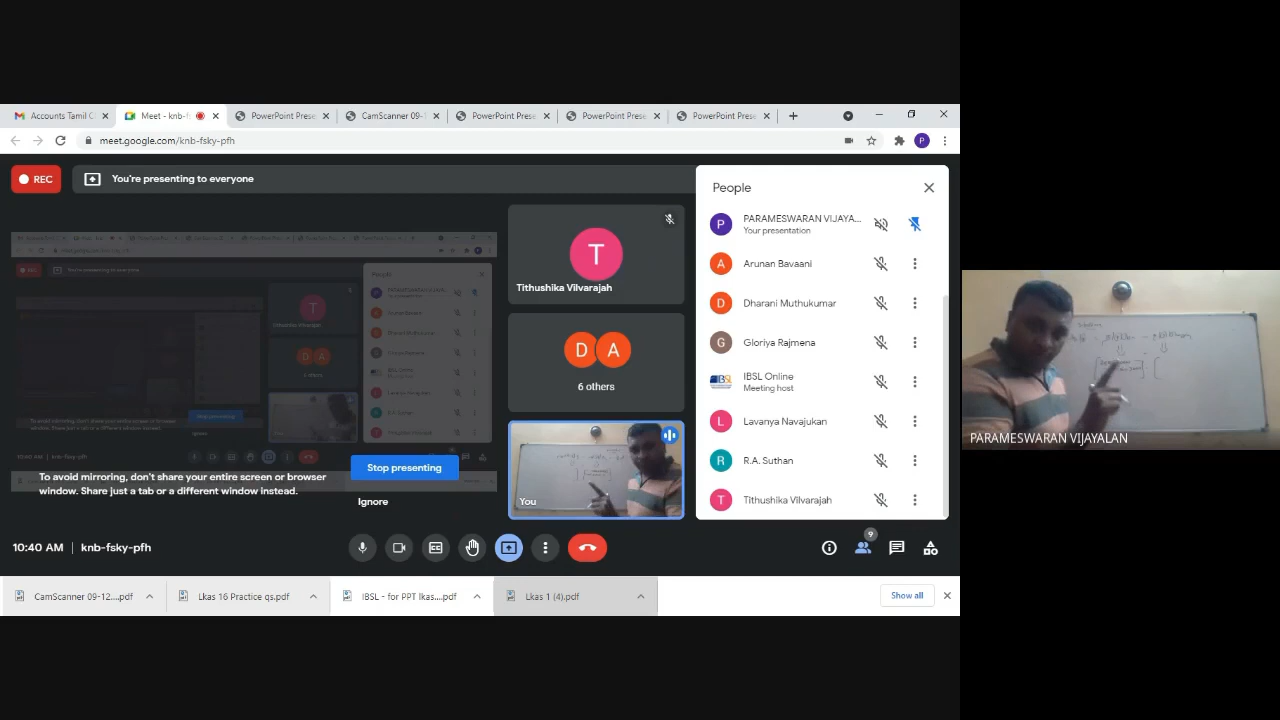 Accounts Tamil C
Meet - knb-f
PowerPoint Prese
CamScanner 09-1
PowerPoint Prese
PowerPoint Prese
PowerPoint Prese
meet.google.com/knb-fsky-pfh
P
REC
You're presenting to everyone
People
T
Tithushika Vilvarajah
D A
6 others
You
P
PARAMESWARAN VIJAYA...
Your presentation
A
Arunan Bavaani
D
Dharani Muthukumar
G
Gloriya Rajmena
IBSL
IBSL Online
Meeting host
L
Lavanya Navajukan
R
R.A. Suthan
T
Tithushika Vilvarajah
To avoid mirroring, don't share your entire screen or browser
window. Share just a tab or a different window instead.
Stop presenting
Ignore
10:40 AM | knb-fsky-pfh
9
CamScanner 09-12....pdf
Lkas 16 Practice qs.pdf
IBSL - for PPT lkas....pdf
Lkas 1 (4).pdf
Show all
PARAMESWARAN VIJAYALAN